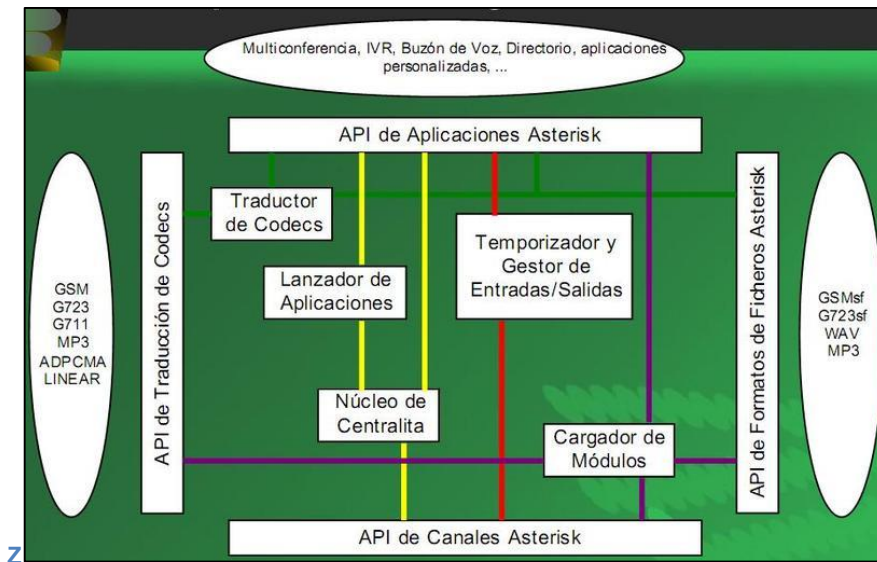 Multiconferencia, IVR, Buzón de Voz, Directorio, aplicaciones
personalizadas, ...
API de Aplicaciones Asterisk
Traductor
de Codecs
Temporizador y
Gestor de
Entradas/Salidas
Lanzador de
Aplicaciones
GSM
G723
G711
MP3
ADPCMA
LINEAR
API de Traducción de Codecs
API de Formatos de Ficheros Asterisk
GSMsf
G723sf
WAV
MP3
Núcleo de
Centralita
Cargador de
Módulos
API de Canales Asterisk
Z